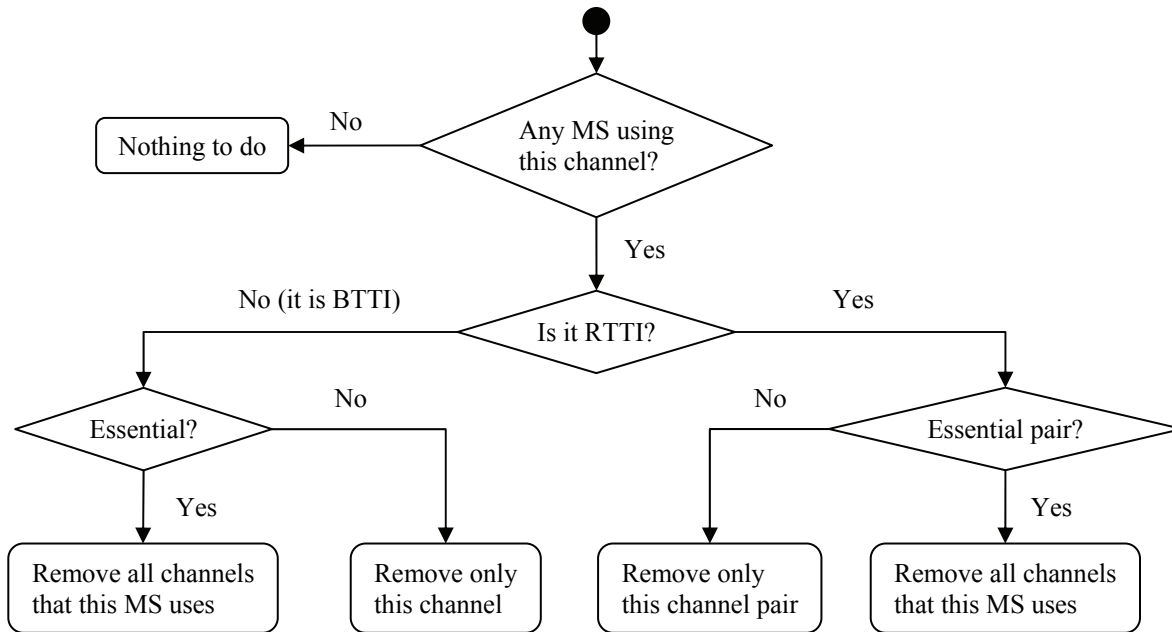 No
Any MS using
this channel?
Nothing to do
Yes
No (it is BTTI)
Yes
Is it RTTI?
No
No
Essential?
Essential pair?
Yes
Yes
Remove all channels
that this MS uses
Remove only
this channel
Remove only
this channel pair
Remove all channels
that this MS uses